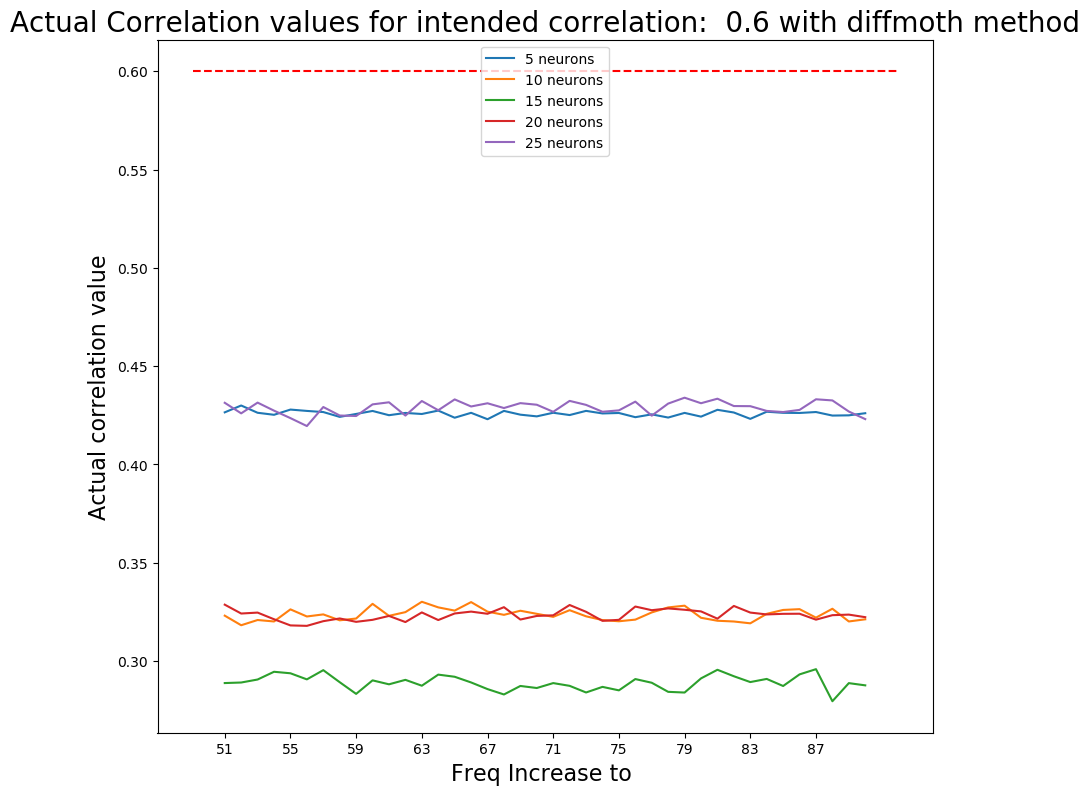 Actual Correlation values for intended correlation:  0.6 with diffmoth method
5 neurons
10 neurons
15 neurons
20 neurons
25 neurons
Actual correlation value
0.60
0.55
0.50
0.45
0.40
0.35
0.30
51 55 59 63 67 71 75 79 83 87
Freq Increase to